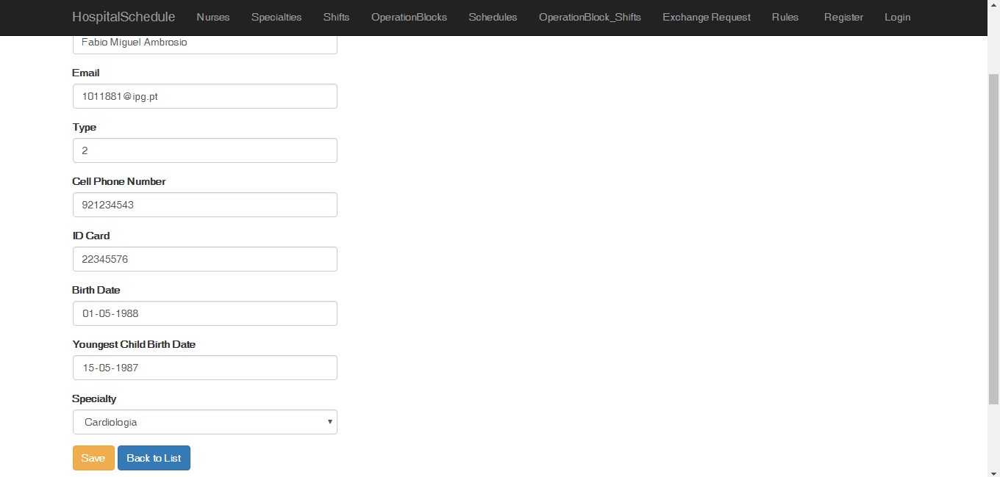 HospitalSchedule Nurses Specialties Shifts OperationBlocks Schedules OperationBlock_Shifts Exchange Request Rules Register Login
Fabio Miguel Ambrosio
Email
1011881@ipg.pt
Type
2
Cell Phone Number
921234543
ID Card
22345576
Birth Date
01-05-1988
Youngest Child Birth Date
15-05-1987
Specialty
Cardiologia
Save Back to List